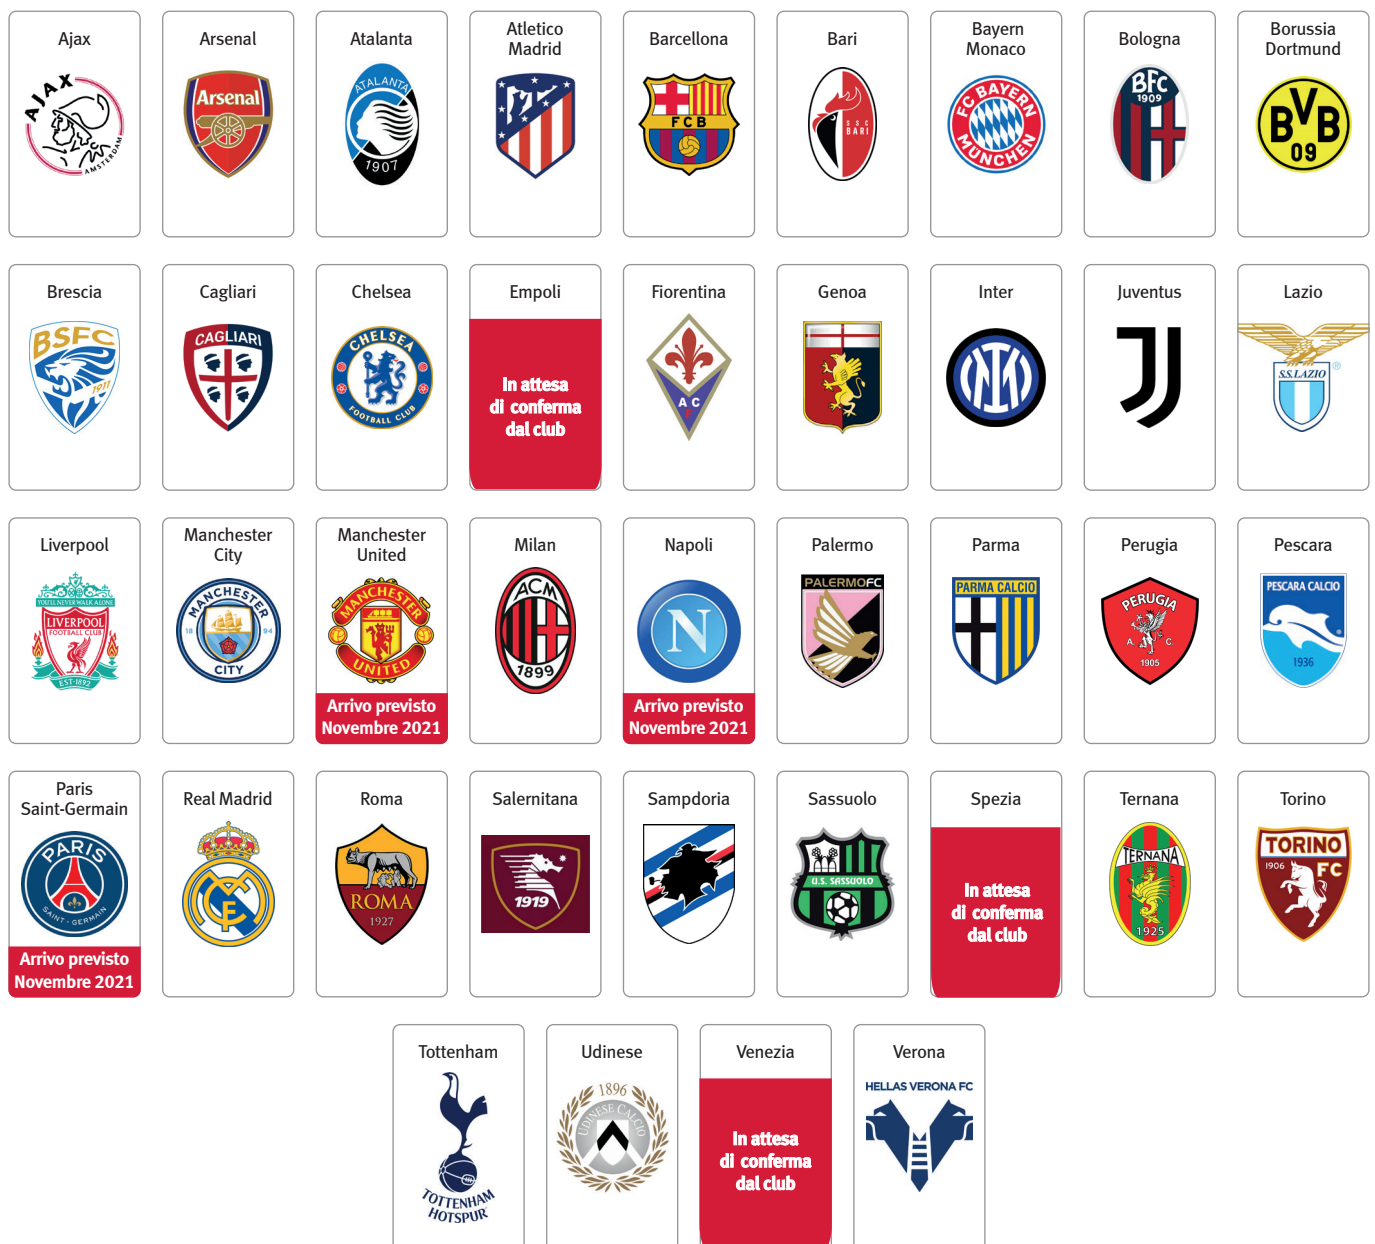 Ajax
AJAX
AMSTERDAM
Arsenal
Arsenal
Atalanta
ATALANTA
1907
Atletico
Madrid
Barcellona
FCB
Bari
SSC
BARI
Bayern
Monaco
FC BAYERN
MÜNCHEN
Bologna
BFC
1909
Borussia
Dortmund
BVB
09
Brescia
BSFC
1911
Cagliari
CAGLIARI
Chelsea
CHELSEA
FOOTBALL CLUB
Empoli
In attesa
di conferma
dal club
Fiorentina
AC
F
Genoa
Inter
Juventus
Lazio
S.S.LAZIO
®
Liverpool
YOU'LL NEVER WALK ALONE
LIVERPOOL
FOOTBALL CLUB
EST·1892
Manchester
City
MANCHESTER
18 94
CITY
Manchester
United
MANCHESTER
UNITED
Arrivo previsto
Novembre 2021
Milan
ACM
1899
Napoli
N
Arrivo previsto
Novembre 2021
Palermo
PALERMOFC
Parma
PARMA CALCIO
Perugia
PERUGIA
A. C.
1905
Pescara
PESCARA CALCIO
®
1936
Paris
Saint-Germain
PARIS
SAINT-GERMAIN
Arrivo previsto
Novembre 2021
Real Madrid
Roma
ROMA
1927
Salernitana
1919
Sampdoria
Sassuolo
U.S. SASSUOLO
Spezia
In attesa
di conferma
dal club
Ternana
TERNANA
1925
Torino
TORINO
1906 FC
Tottenham
TOTTENHAM
HOTSPUR
Udinese
1896
UDINESE CALCIO
Venezia
In attesa
di conferma
dal club
Verona
HELLAS VERONA FC